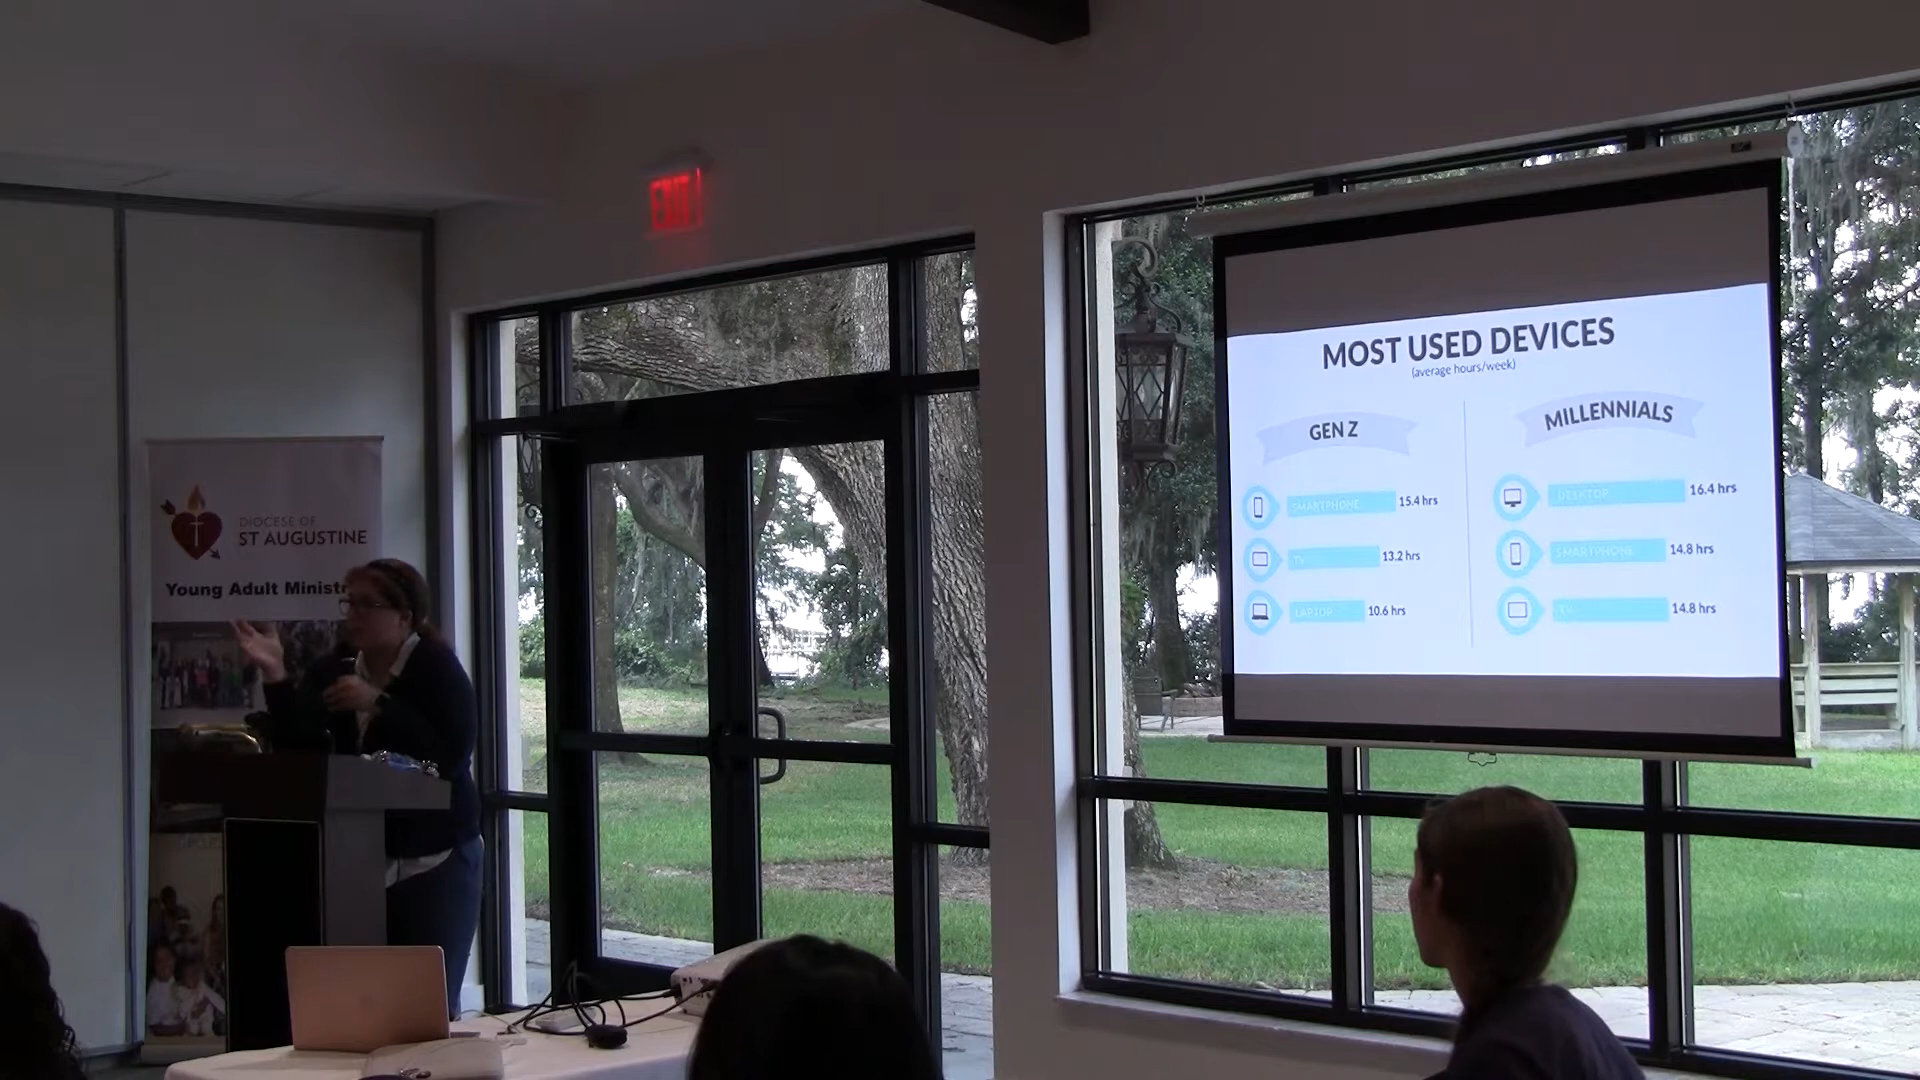 EXIT
DIOCESE OF
ST AUGUSTINE
Young Adult Ministr
MOST USED DEVICES
(average hours/week)
GEN Z
SMARTPHONE 15.4 hrs
TV 13.2 hrs
LAPTOP 10.6 hrs
MILLENNIALS
DESKTOP 16.4 hrs
SMARTPHONE 14.8 hrs
TV 14.8 hrs